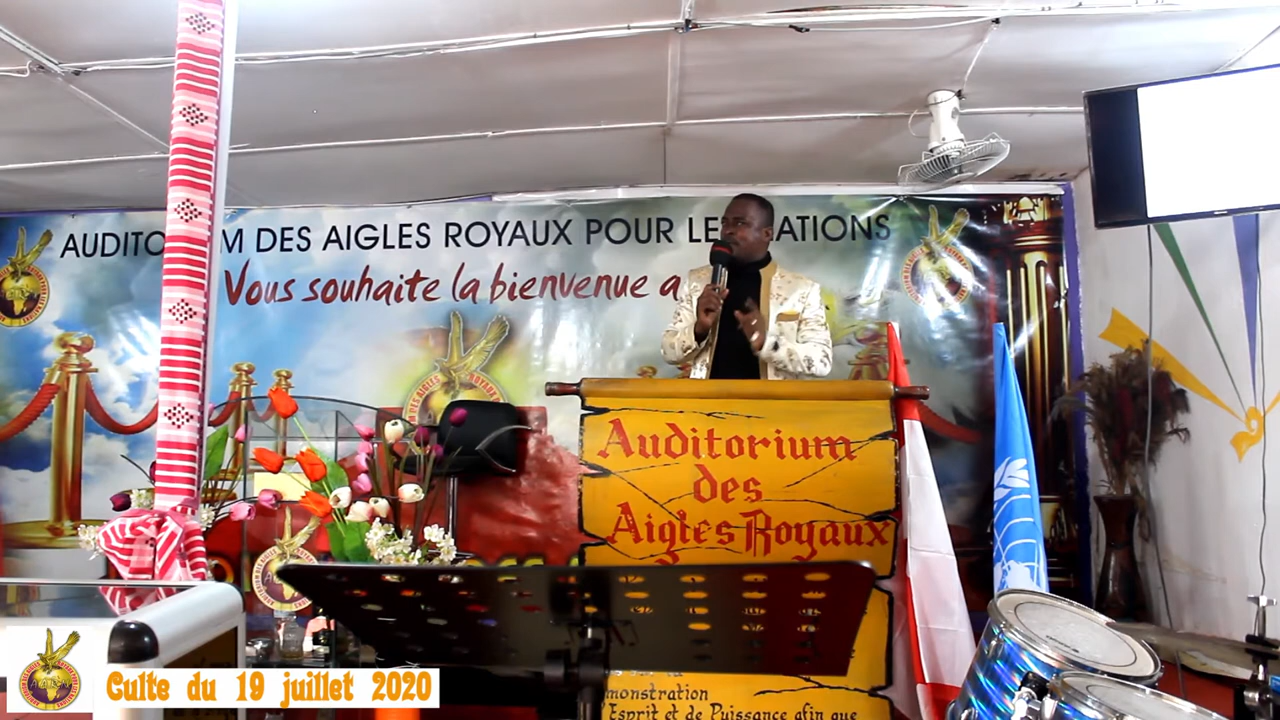 AUDITO M DES AIGLES ROYAUX POUR LE NATIONS
Vous souhaite la bienvenue a
Auditorium
des
Aigles Royaux
monstration
Esprit et de Puissance afin que
Culte du 19 juillet 2020